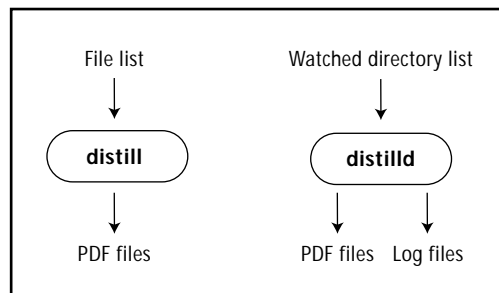 File list
distill
PDF files
Watched directory list
distilld
PDF files
Log files